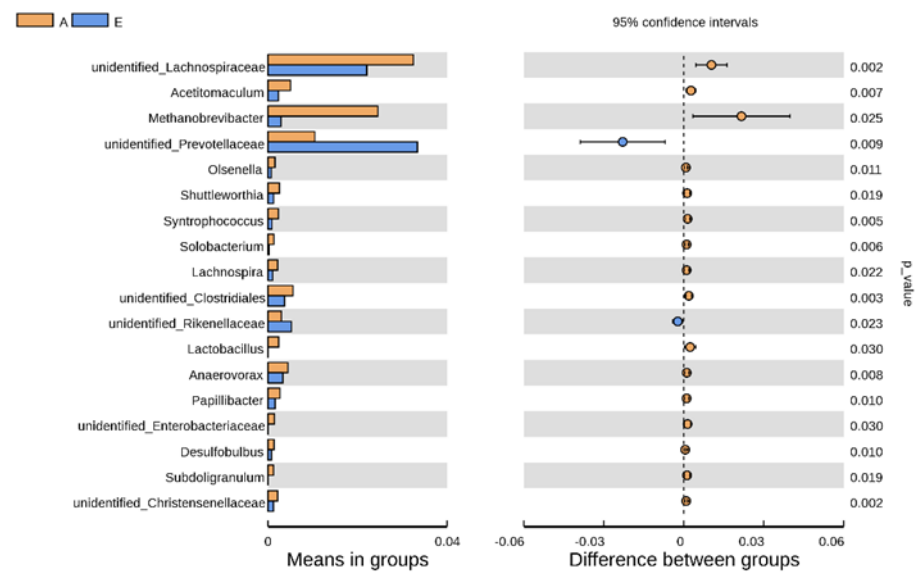 A E
95% confidence intervals
unidentified_Lachnospiraceae 0.002
Acetitomaculum 0.007
Methanobrevibacter 0.025
unidentified_Prevotellaceae 0.009
Olsenella 0.011
Shuttleworthia 0.019
Syntrophococcus 0.005
Solobacterium 0.006
Lachnospira 0.022
unidentified_Clostridiales 0.003
unidentified_Rikenellaceae 0.023
Lactobacillus 0.030
Anaerovorax 0.008
Papillibacter 0.010
unidentified_Enterobacteriaceae 0.030
Desulfobulbus 0.010
Subdoligranulum 0.019
unidentified_Christensenellaceae 0.002
p_value
0 0.04 -0.06 -0.03 0 0.03 0.06
Means in groups Difference between groups